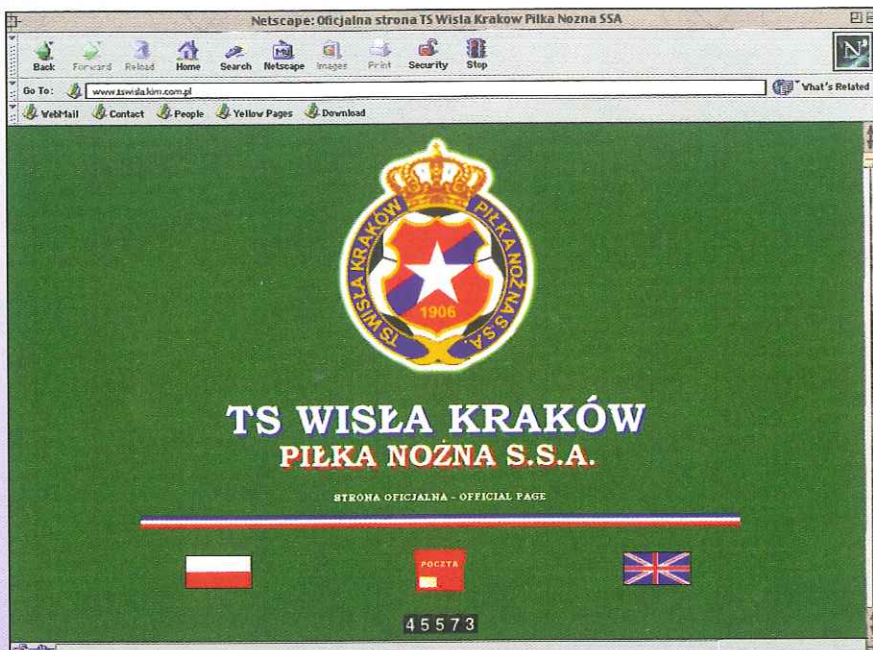 Netscape: Oficjalna strona TS Wisla Krakow Pilka Nozna SSA
Back Forward Reload Home Search Netscape Images Print Security Stop
N
Go To: www.tswisla.kim.com.pl What's Related
WebMail Contact People Yellow Pages Download
TS WISŁA KRAKÓW PIŁKA NOŻNA S.S.A.
1906
TS WISŁA KRAKÓW
PIŁKA NOŻNA S.S.A.
STRONA OFICJALNA - OFFICIAL PAGE
POCZTA
45573